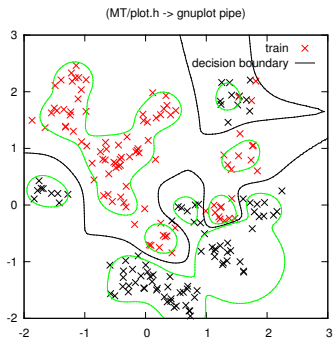 (MT/plot.h -> gnuplot pipe)
3
train
decision boundary
2
1
0
-1
-2
-2 -1 0 1 2 3